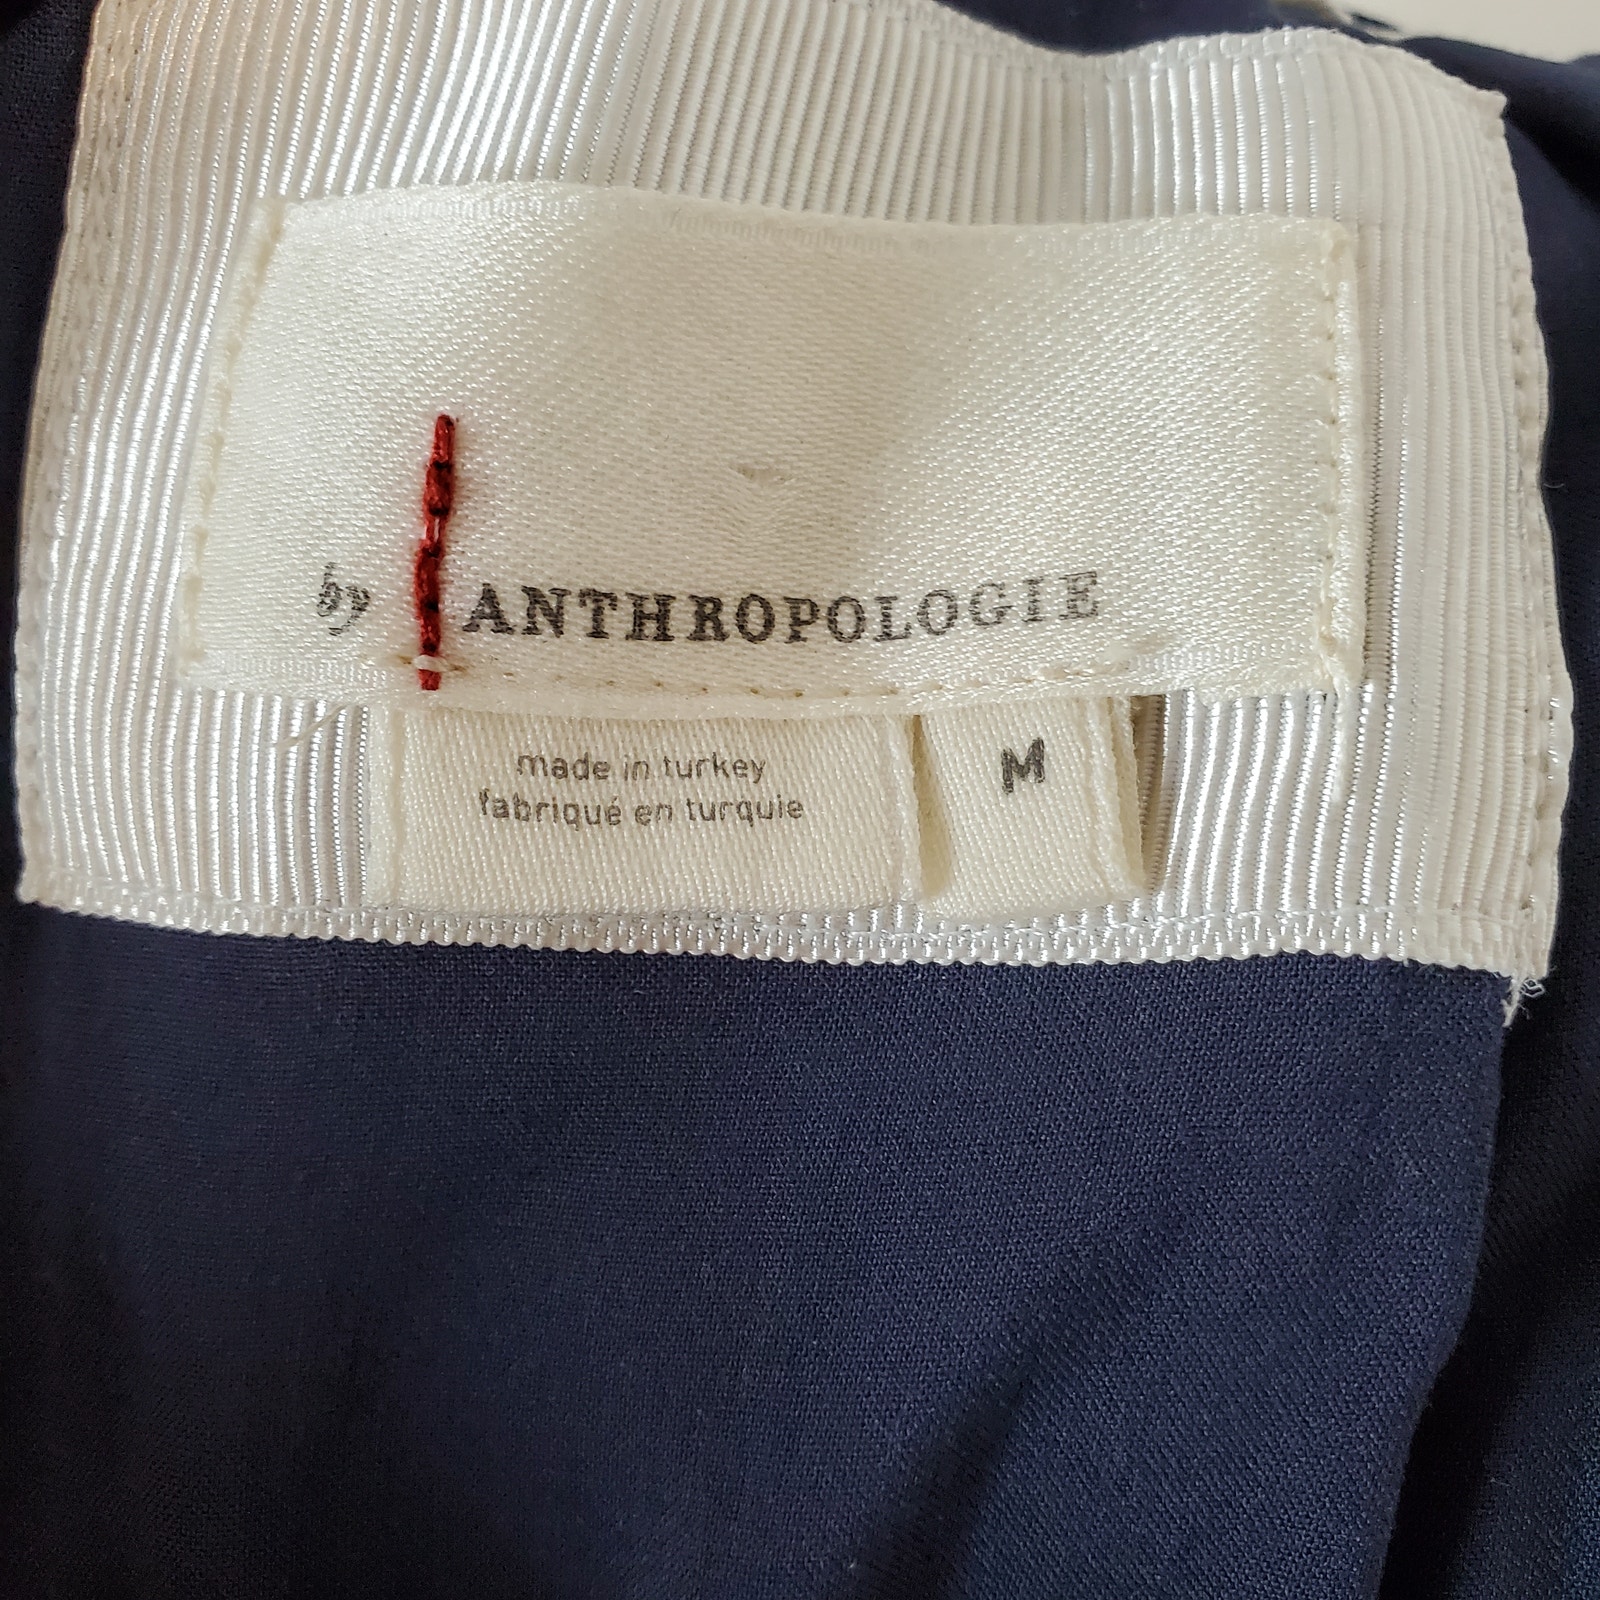 by ANTHROPOLOGIE
made in turkey
fabriqué en turquie
M